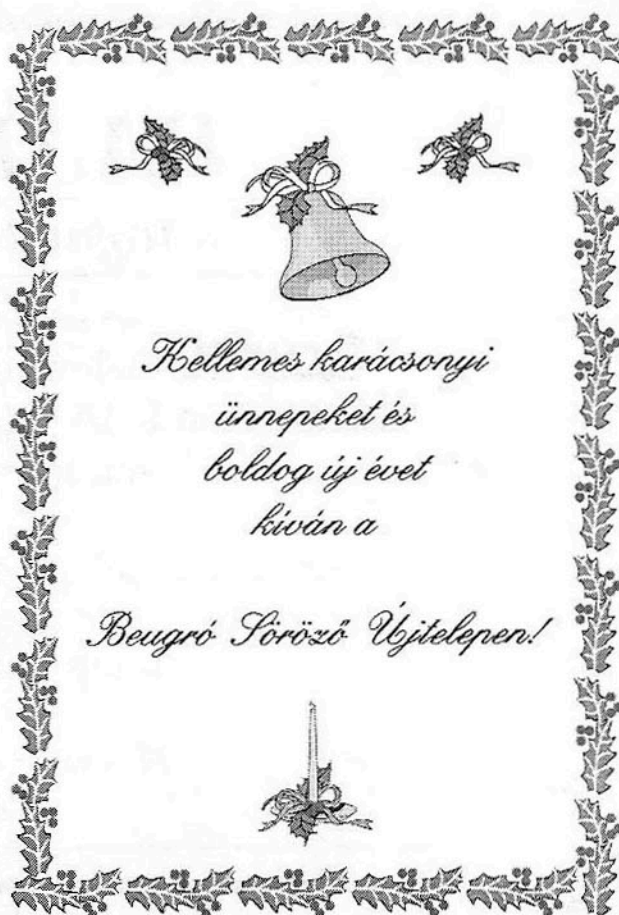 Kellemes karácsonyi
ünnepeket és
boldog új évet
kíván a
Beugró Söröző Újtelepen!